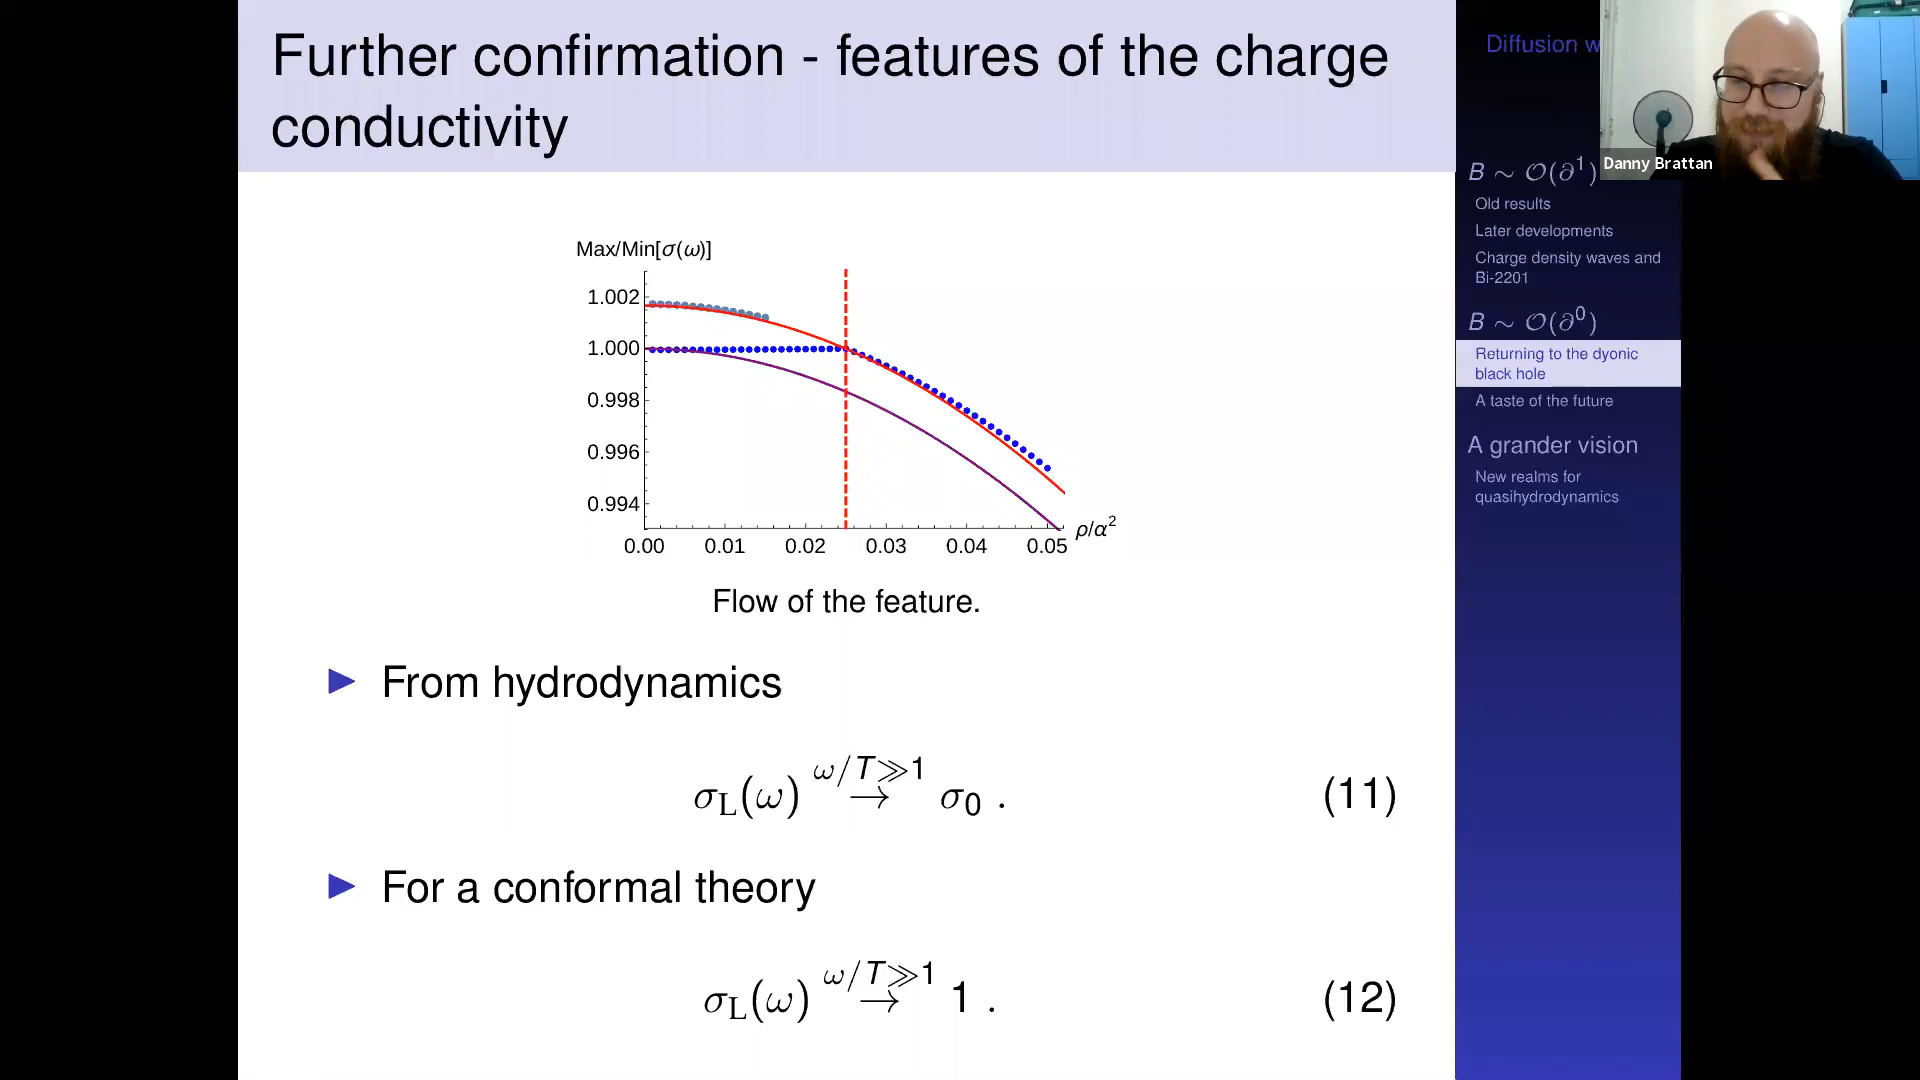 Further confirmation - features of the charge
conductivity
Max/Min[σ(ω)]
1.002
1.000
0.998
0.996
0.994
0.00 0.01 0.02 0.03 0.04 0.05
ρ/α²
Flow of the feature.
From hydrodynamics
σ_L(ω) →^{ω/T≫1} σ₀ . (11)
For a conformal theory
σ_L(ω) →^{ω/T≫1} 1 . (12)
Diffusion w
Danny Brattan
B ∼ 𝒪(∂¹)
Old results
Later developments
Charge density waves and
Bi-2201
B ∼ 𝒪(∂⁰)
Returning to the dyonic
black hole
A taste of the future
A grander vision
New realms for
quasihydrodynamics